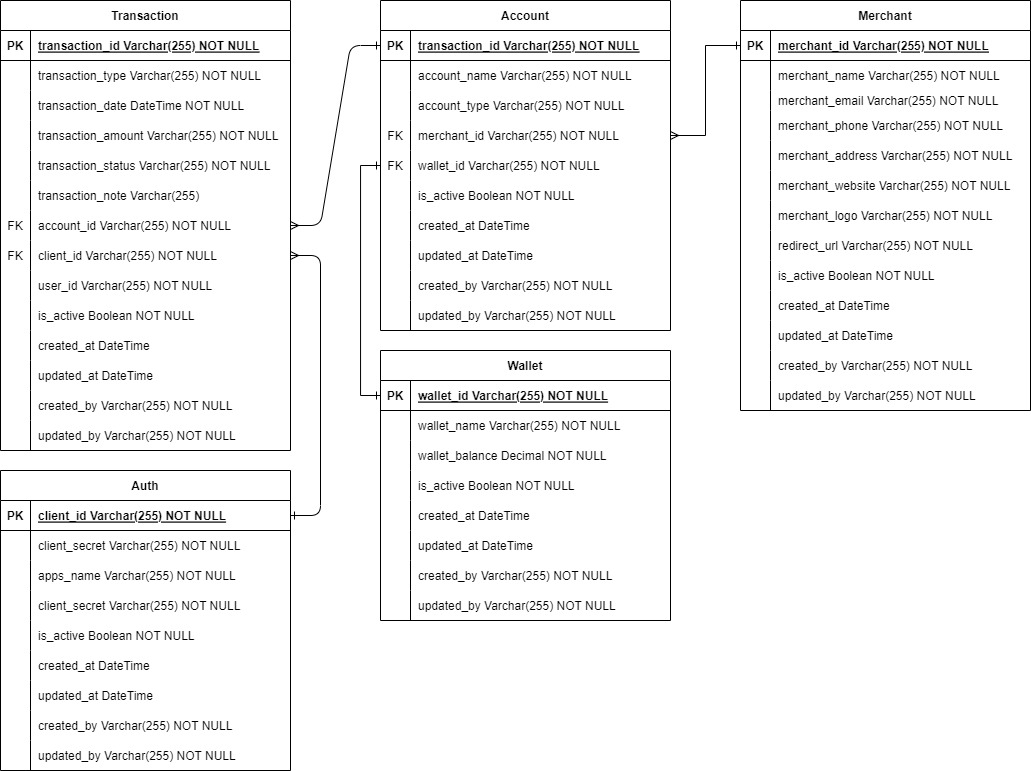 Transaction
PK transaction_id Varchar(255) NOT NULL
transaction_type Varchar(255) NOT NULL
transaction_date DateTime NOT NULL
transaction_amount Varchar(255) NOT NULL
transaction_status Varchar(255) NOT NULL
transaction_note Varchar(255)
FK account_id Varchar(255) NOT NULL
FK client_id Varchar(255) NOT NULL
user_id Varchar(255) NOT NULL
is_active Boolean NOT NULL
created_at DateTime
updated_at DateTime
created_by Varchar(255) NOT NULL
updated_by Varchar(255) NOT NULL
Auth
PK client_id Varchar(255) NOT NULL
client_secret Varchar(255) NOT NULL
apps_name Varchar(255) NOT NULL
client_secret Varchar(255) NOT NULL
is_active Boolean NOT NULL
created_at DateTime
updated_at DateTime
created_by Varchar(255) NOT NULL
updated_by Varchar(255) NOT NULL
Account
PK transaction_id Varchar(255) NOT NULL
account_name Varchar(255) NOT NULL
account_type Varchar(255) NOT NULL
FK merchant_id Varchar(255) NOT NULL
FK wallet_id Varchar(255) NOT NULL
is_active Boolean NOT NULL
created_at DateTime
updated_at DateTime
created_by Varchar(255) NOT NULL
updated_by Varchar(255) NOT NULL
Wallet
PK wallet_id Varchar(255) NOT NULL
wallet_name Varchar(255) NOT NULL
wallet_balance Decimal NOT NULL
is_active Boolean NOT NULL
created_at DateTime
updated_at DateTime
created_by Varchar(255) NOT NULL
updated_by Varchar(255) NOT NULL
Merchant
PK merchant_id Varchar(255) NOT NULL
merchant_name Varchar(255) NOT NULL
merchant_email Varchar(255) NOT NULL
merchant_phone Varchar(255) NOT NULL
merchant_address Varchar(255) NOT NULL
merchant_website Varchar(255) NOT NULL
merchant_logo Varchar(255) NOT NULL
redirect_url Varchar(255) NOT NULL
is_active Boolean NOT NULL
created_at DateTime
updated_at DateTime
created_by Varchar(255) NOT NULL
updated_by Varchar(255) NOT NULL